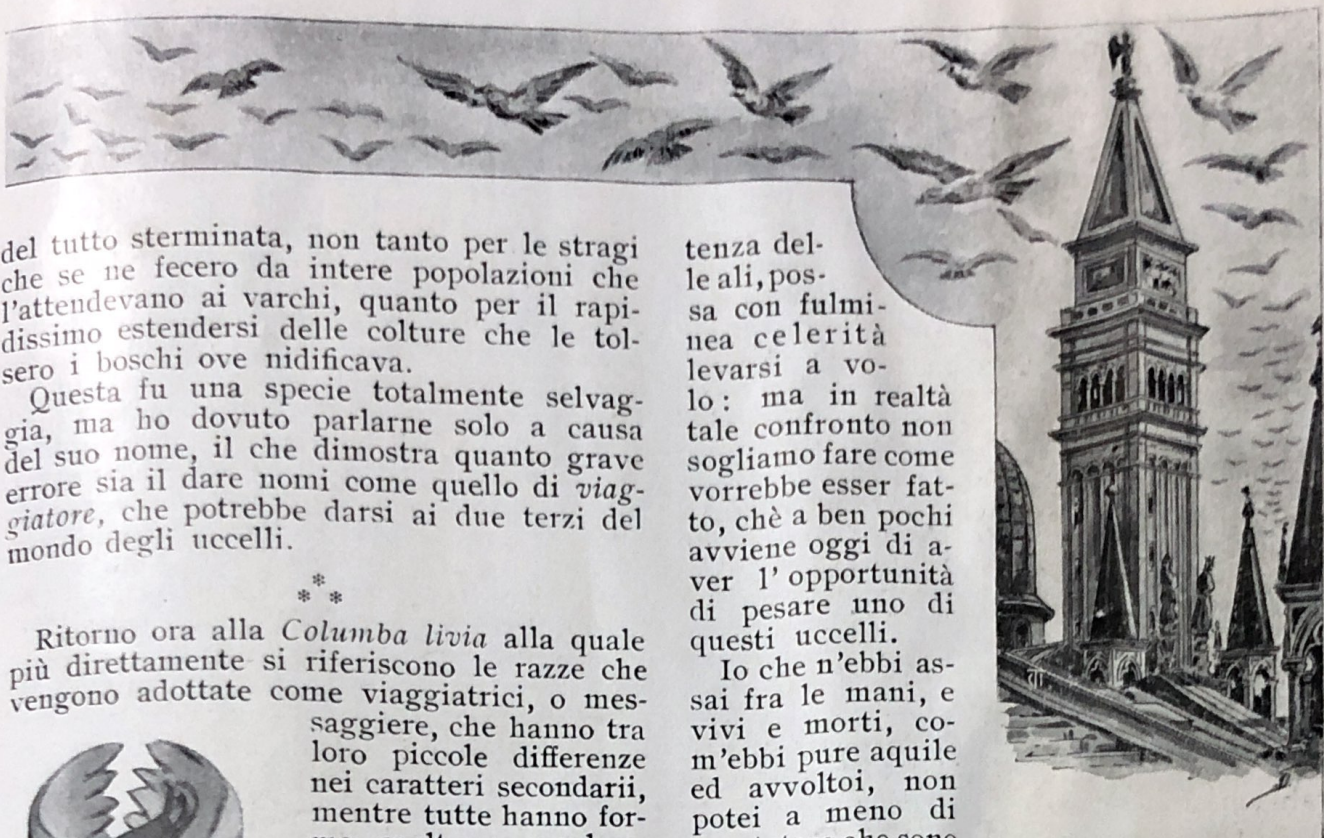 del tutto sterminata, non tanto per le stragi
che se ne fecero da intere popolazioni che
l'attendevano ai varchi, quanto per il rapi-
dissimo estendersi delle colture che le tol-
sero i boschi ove nidificava.
Questa fu una specie totalmente selvag-
gia, ma ho dovuto parlarne solo a causa
del suo nome, il che dimostra quanto grave
errore sia il dare nomi come quello di viag-
giatore, che potrebbe darsi ai due terzi del
mondo degli uccelli.
* * *
Ritorno ora alla Columba livia alla quale
più direttamente si riferiscono le razze che
vengono adottate come viaggiatrici, o mes-
saggiere, che hanno tra
loro piccole differenze
nei caratteri secondarii,
mentre tutte hanno for-
tenza del-
le ali, pos-
sa con fulmi-
nea celerità
levarsi a vo-
lo: ma in realtà
tale confronto non
sogliamo fare come
vorrebbe esser fat-
to, chè a ben pochi
avviene oggi di a-
ver l'opportunità
di pesare uno di
questi uccelli.
Io che n'ebbi as-
sai fra le mani, e
vivi e morti, co-
m'ebbi pure aquile
ed avvoltoi, non
potei a meno di